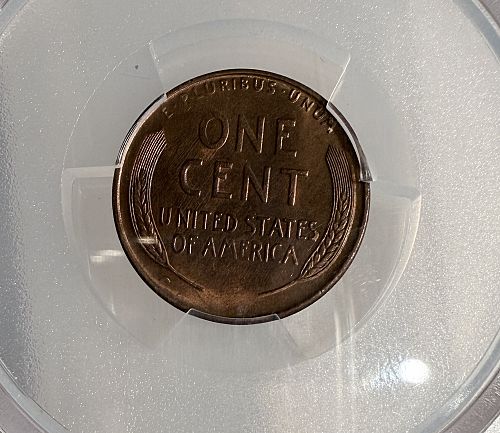 E·PLURIBUS·UNUM
ONE
CENT
UNITED STATES
OF AMERICA